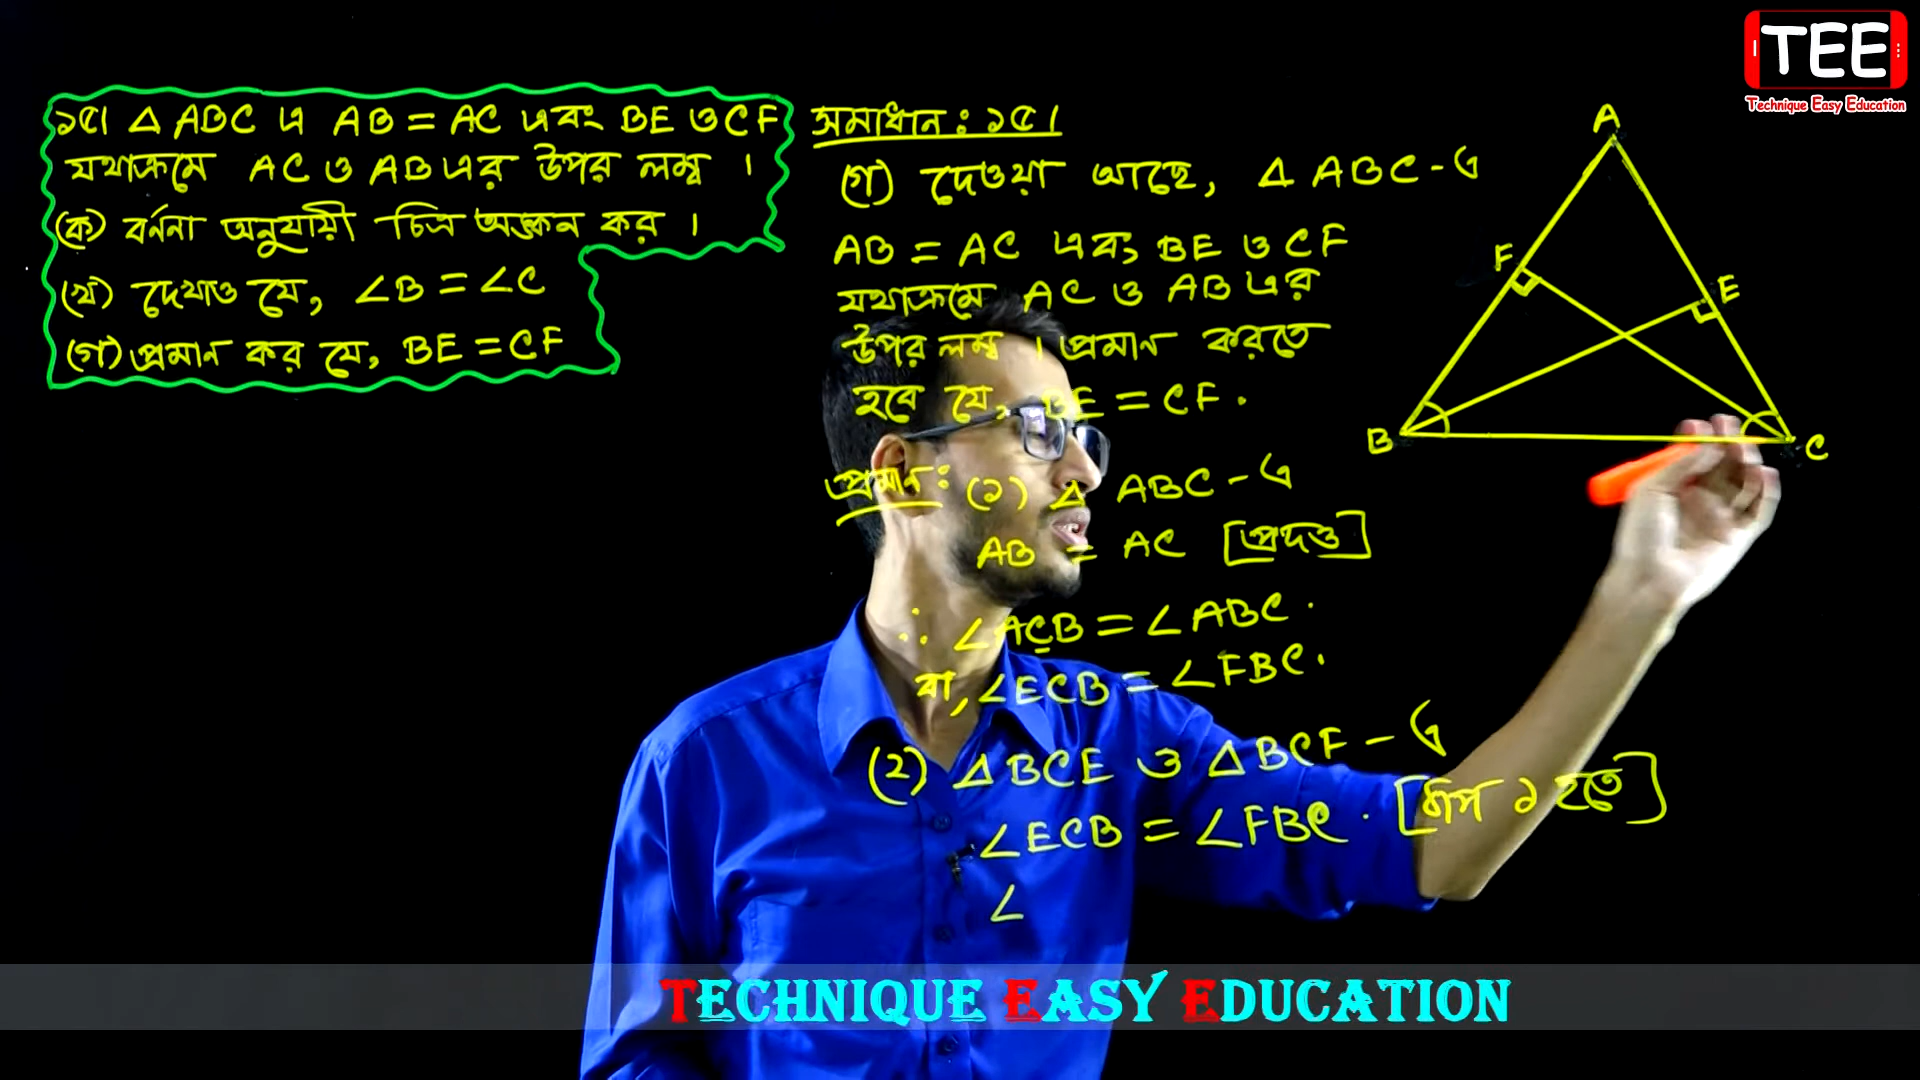 ১৫। △ ABC এ AB = AC এবং BE ও CF
যথাক্রমে AC ও AB এর উপর লম্ব ।
(ক) বর্ননা অনুযায়ী চিত্র অঙ্কন কর ।
(খ) দেখাও যে, ∠B = ∠C
(গ) প্রমান কর যে, BE = CF
সমাধান : ১৫।
(গ) দেওয়া আছে, △ ABC - এ
AB = AC এবং BE ও CF
যথাক্রমে AC ও AB এর
উপর লম্ব । প্রমান করতে
হবে যে, BE = CF .
প্রমান : (১) △ ABC - এ
AB = AC [প্রদত্ত]
∴ ∠ACB = ∠ABC .
বা, ∠ECB = ∠FBC .
(২) △ BCE ও △ BCF - এ
∠ECB = ∠FBC . [ধাপ ১ হতে]
∠
A
F
E
B
C
TEE
Technique Easy Education
TECHNIQUE EASY EDUCATION